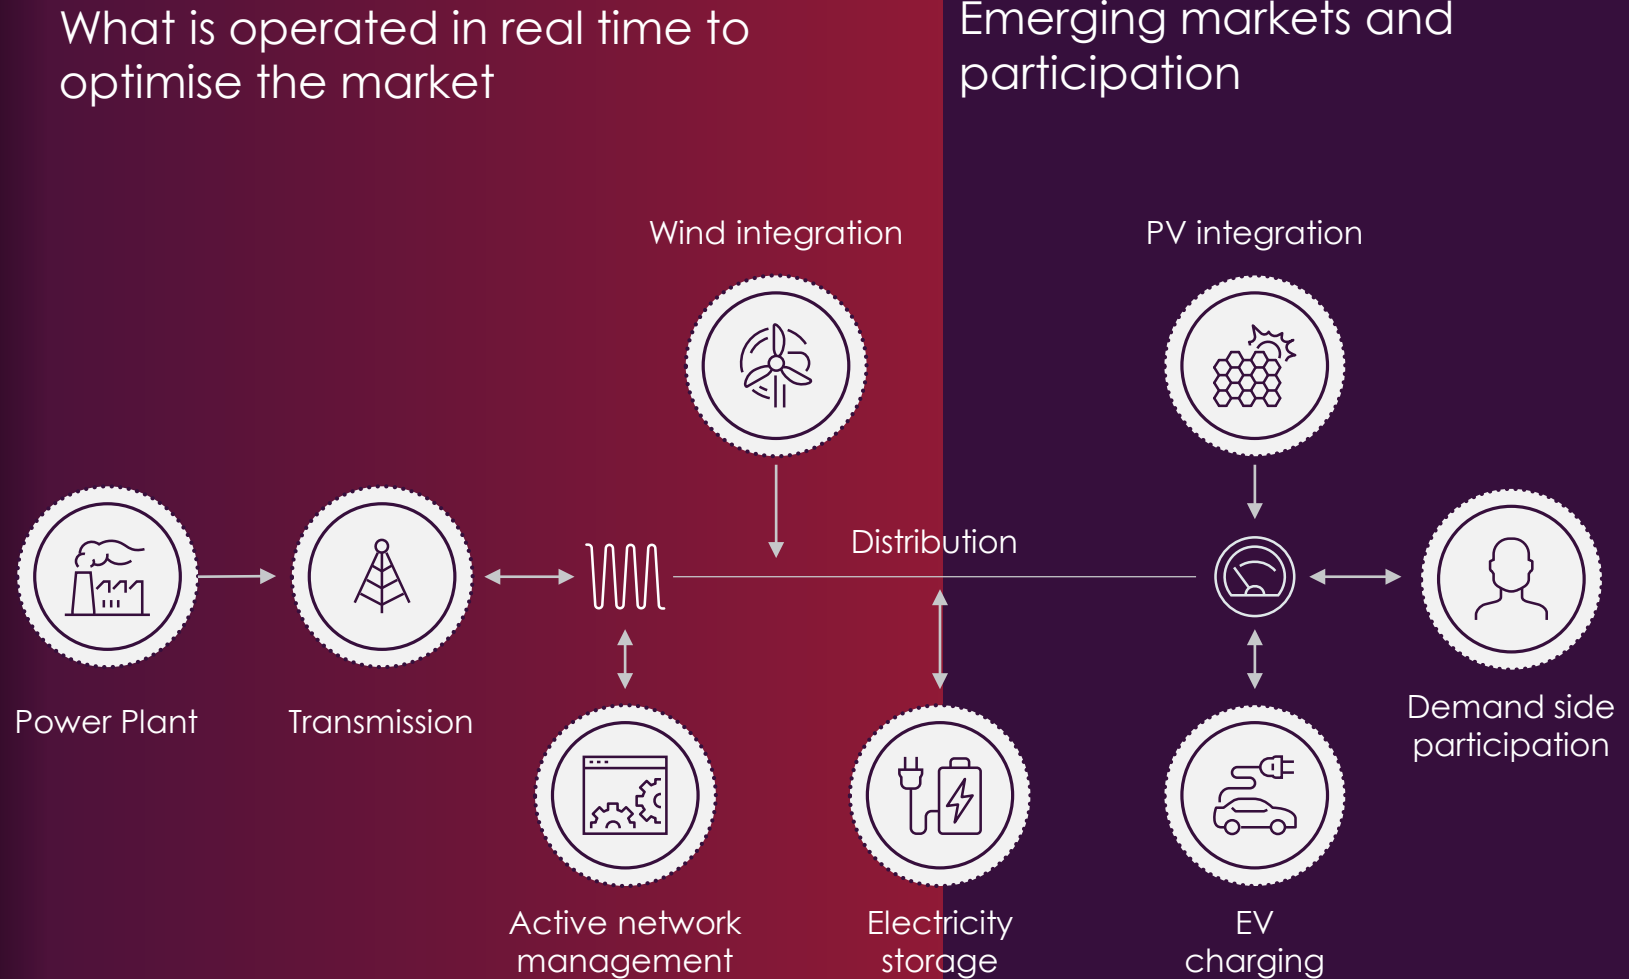 What is operated in real time to
optimise the market
Emerging markets and
participation
Wind integration
PV integration
Distribution
Power Plant
Transmission
Demand side
participation
Active network
management
Electricity
storage
EV
charging